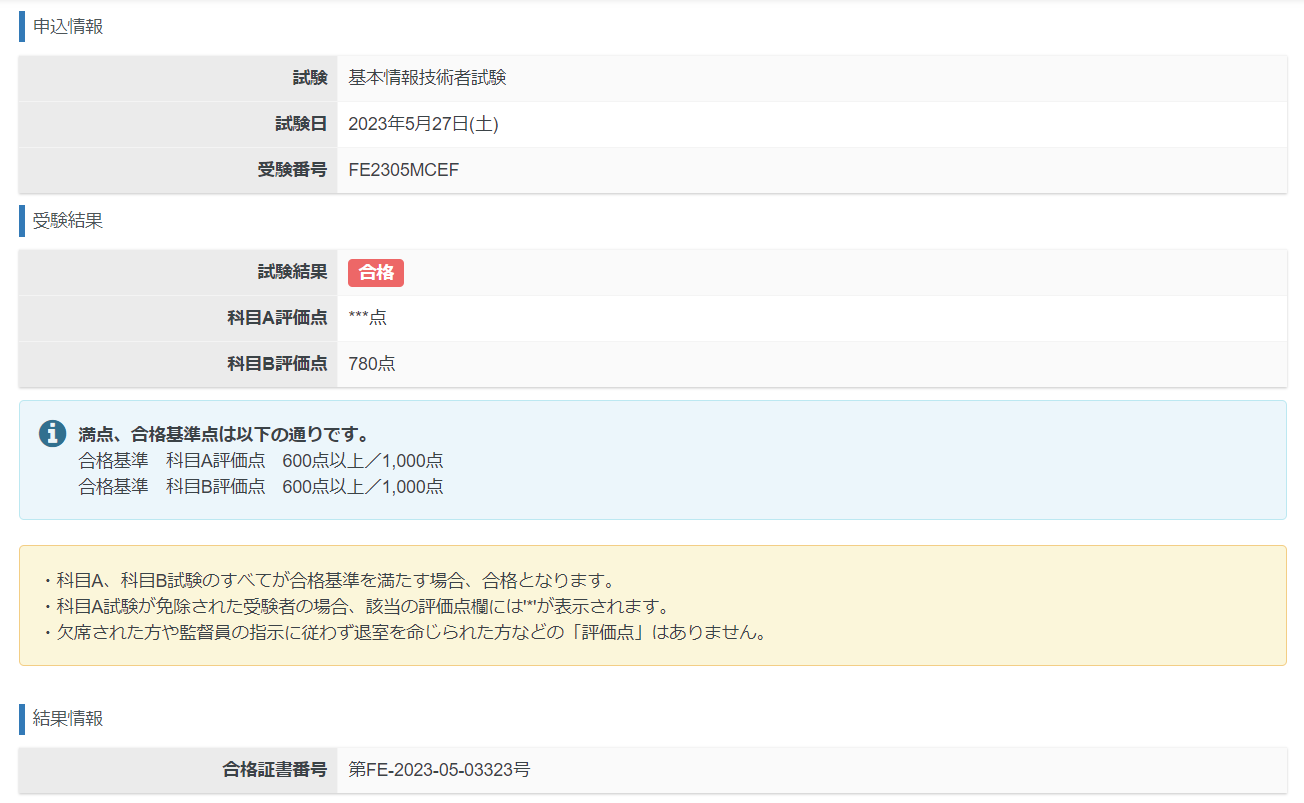 申込情報
試験 基本情報技術者試験
試験日 2023年5月27日(土)
受験番号 FE2305MCEF
受験結果
試験結果 合格
科目A評価点 ***点
科目B評価点 780点
満点、合格基準点は以下の通りです。
合格基準　科目A評価点　600点以上／1,000点
合格基準　科目B評価点　600点以上／1,000点
・科目A、科目B試験のすべてが合格基準を満たす場合、合格となります。
・科目A試験が免除された受験者の場合、該当の評価点欄には'*'が表示されます。
・欠席された方や監督員の指示に従わず退室を命じられた方などの「評価点」はありません。
結果情報
合格証書番号 第FE-2023-05-03323号